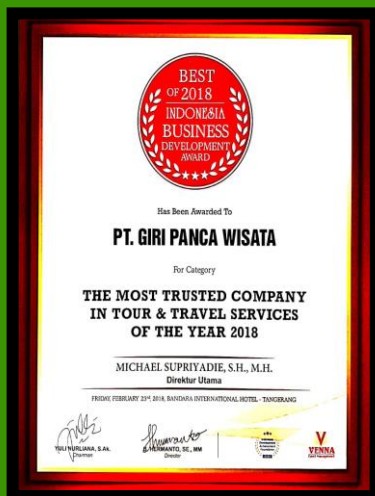 BEST
OF 2018
INDONESIA
BUSINESS
DEVELOPMENT
AWARD
Has Been Awarded To
PT. GIRI PANCA WISATA
For Category
THE MOST TRUSTED COMPANY
IN TOUR & TRAVEL SERVICES
OF THE YEAR 2018
MICHAEL SUPRIYADIE, S.H., M.H.
Direktur Utama
FRIDAY, FEBRUARY 23rd, 2018, BANDARA INTERNATIONAL HOTEL - TANGERANG
YULI NURLIANA, S.Ak.
Chairman
HERMANTO, SE., MM
Director
VENNA